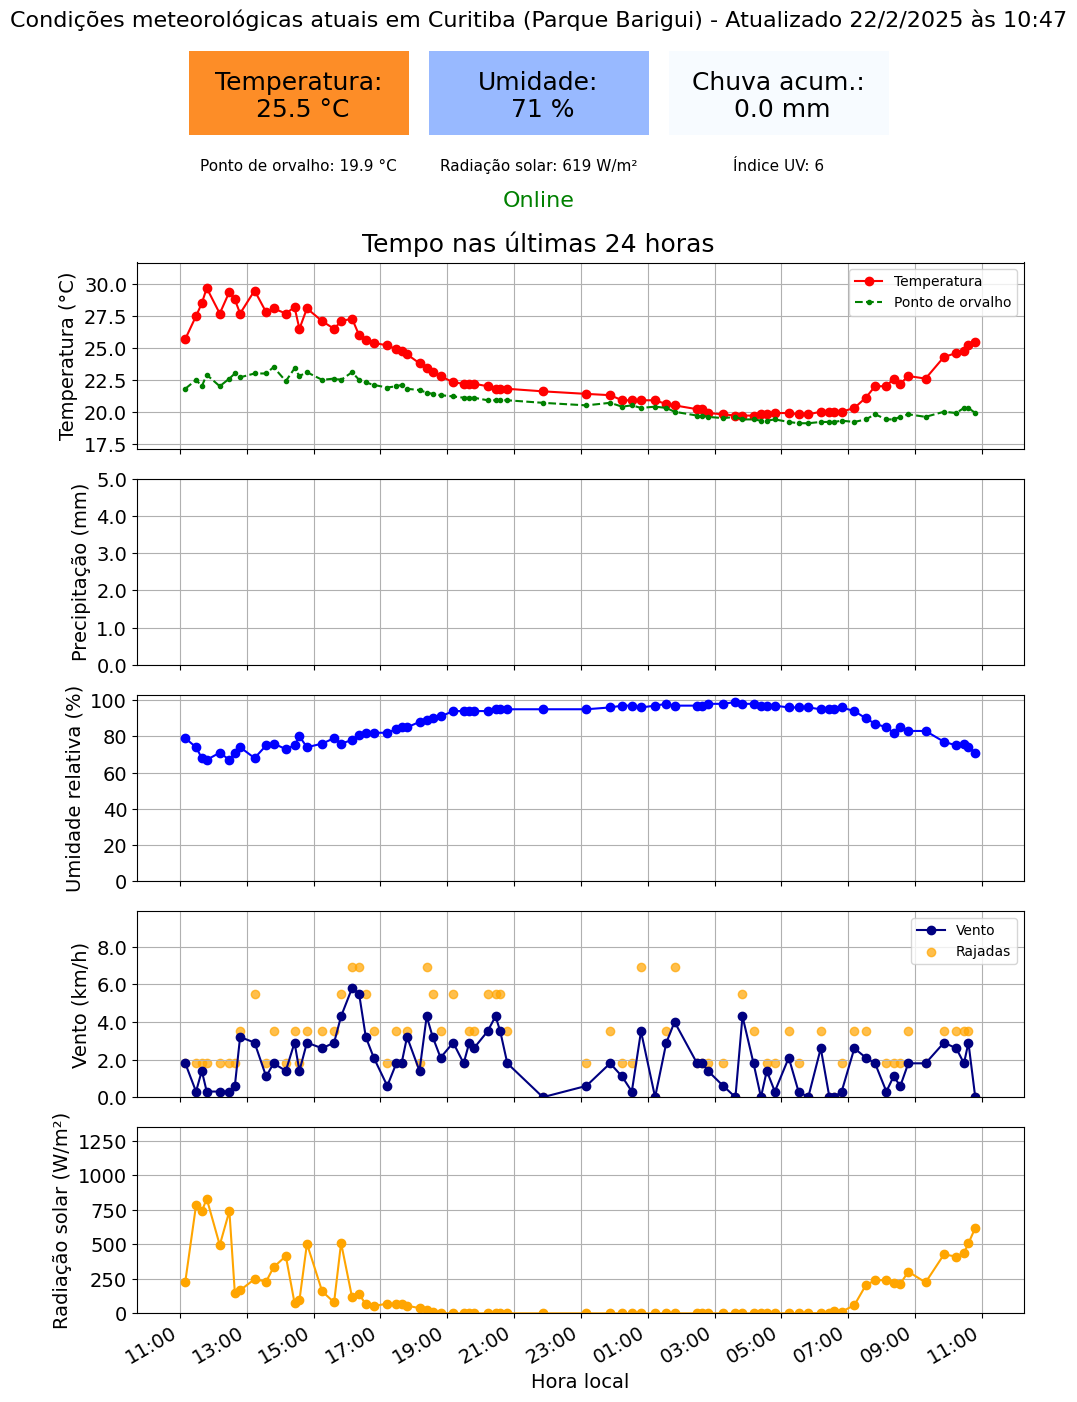 Condições meteorológicas atuais em Curitiba (Parque Barigui) - Atualizado 22/2/2025 às 10:47
Temperatura:
25.5 °C
Umidade:
71 %
Chuva acum.:
0.0 mm
Ponto de orvalho: 19.9 °C
Radiação solar: 619 W/m²
Índice UV: 6
Online
Tempo nas últimas 24 horas
Temperatura (°C)
30.0
27.5
25.0
22.5
20.0
17.5
Temperatura
Ponto de orvalho
Precipitação (mm)
5.0
4.0
3.0
2.0
1.0
0.0
Umidade relativa (%)
100
80
60
40
20
0
Vento (km/h)
8.0
6.0
4.0
2.0
0.0
Vento
Rajadas
Radiação solar (W/m²)
1250
1000
750
500
250
0
11:00
13:00
15:00
17:00
19:00
21:00
23:00
01:00
03:00
05:00
07:00
09:00
11:00
Hora local